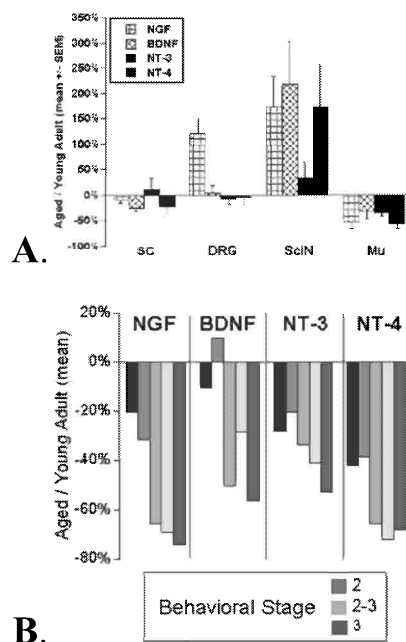 350%
300%
250%
200%
150%
100%
50%
0%
-50%
-100%
Aged / Young Adult (mean +/- SEM)
NGF
BDNF
NT-3
NT-4
SC
DRG
SciN
Mu
A.
20%
0%
-20%
-40%
-60%
-80%
Aged / Young Adult (mean)
NGF BDNF NT-3 NT-4
Behavioral Stage
2
2-3
3
B.